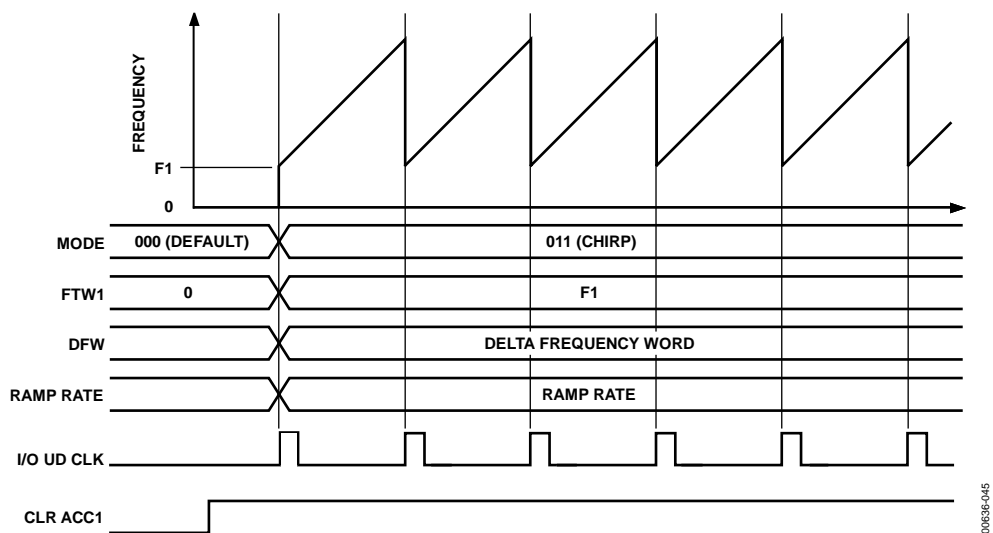 FREQUENCY
F1
0
MODE 000 (DEFAULT) 011 (CHIRP)
FTW1 0 F1
DFW DELTA FREQUENCY WORD
RAMP RATE RAMP RATE
I/O UD CLK
CLR ACC1
00636-045